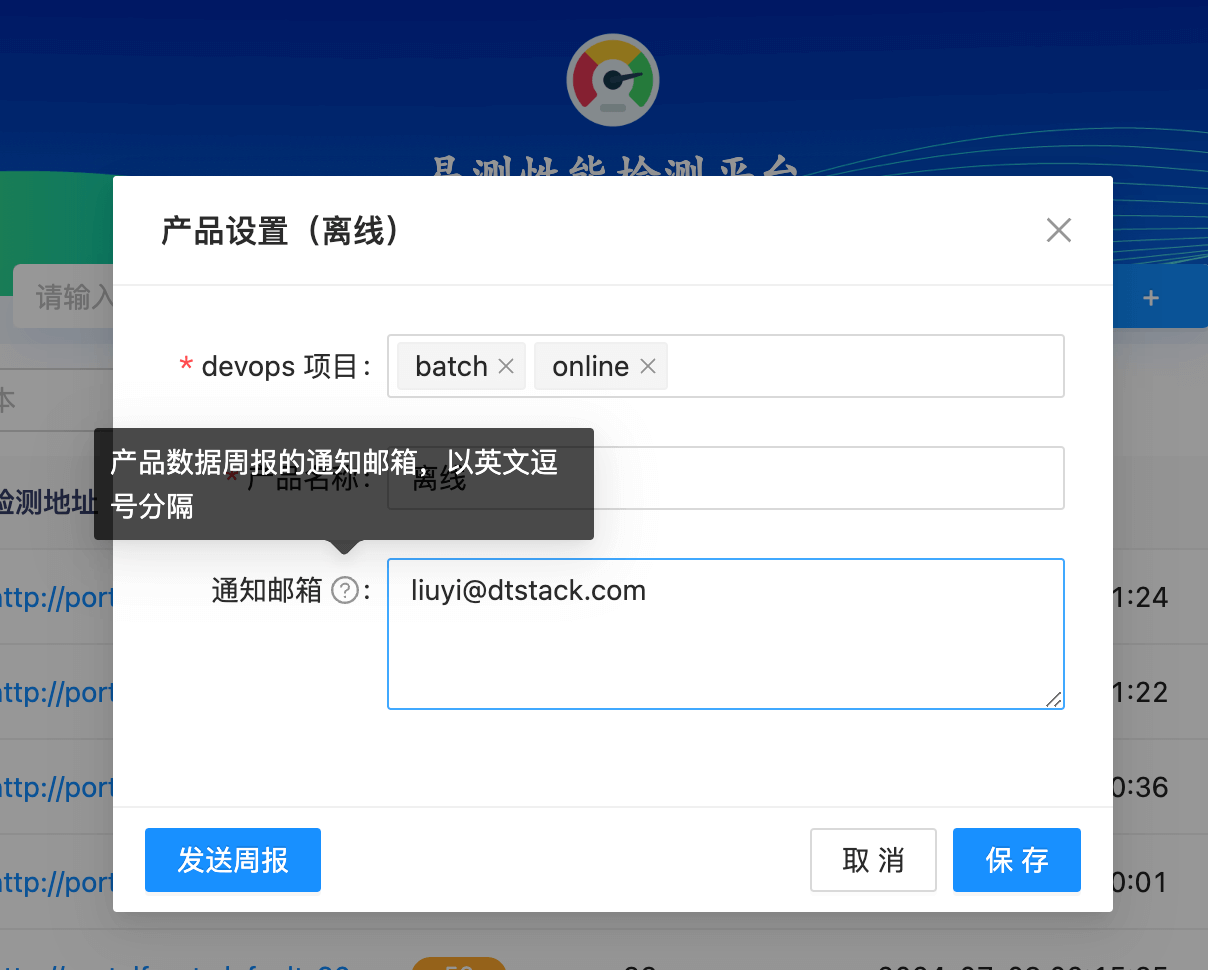 易测性能检测平台
产品设置（离线）
请输入
+
* devops 项目：
batch
online
本
产品数据周报的通知邮箱，以英文逗
号分隔
* 产品名称：
离线
检测地址
通知邮箱 ?：
liuyi@dtstack.com
http://port
1:24
http://port
1:22
http://port
0:36
http://port
0:01
发送周报
取 消
保 存